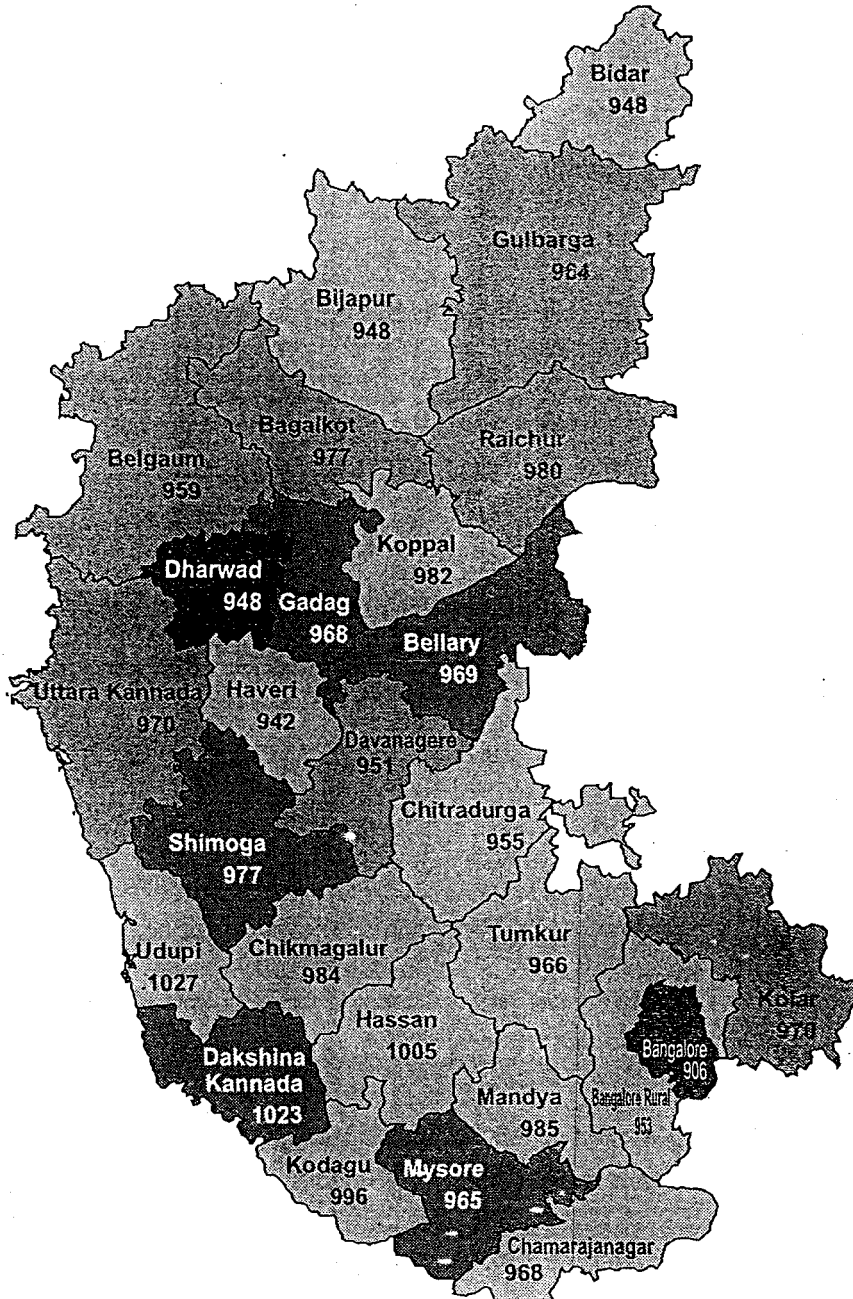 Bidar
948
Gulbarga
964
Bijapur
948
Bagalkot
977
Raichur
980
Belgaum
959
Koppal
982
Dharwad
948
Gadag
968
Bellary
969
Uttara Kannada
970
Haveri
942
Davanagere
951
Chitradurga
955
Shimoga
977
Tumkur
966
Udupi
.1027
Chikmagalur
984
Kolar
970
Hassan
1005
Bangalore
906
Dakshina
Kannada
1023
Mandya
985
Bangalore Rural
953
Kodagu
996
Mysore
965
Chamarajanagar
968